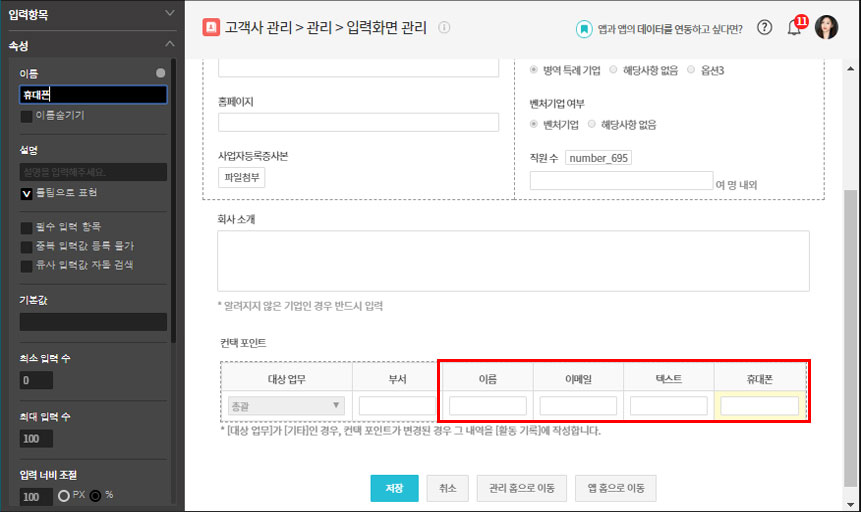 입력항목
속성
이름
휴대폰
이름숨기기
설명
설명을 입력해주세요.
툴팁으로 표현
필수 입력 항목
중복 입력값 등록 불가
유사 입력값 자동 검색
기본값
최소 입력 수
0
최대 입력 수
100
입력 너비 조절
100 PX %
고객사 관리 > 관리 > 입력화면 관리
앱과 앱의 데이터를 연동하고 싶다면?
11
병역 특례 기업 해당사항 없음 옵션3
홈페이지
벤처기업 여부
벤처기업 해당사항 없음
사업자등록증사본
파일첨부
직원 수 number_695
여 명 내외
회사 소개
* 알려지지 않은 기업인 경우 반드시 입력
컨택 포인트
대상 업무 부서 이름 이메일 텍스트 휴대폰
총괄
* [대상 업무]가 [기타]인 경우, 컨택 포인트가 변경된 경우 그 내역을 [활동 기록]에 작성합니다.
저장 취소 관리 홈으로 이동 앱 홈으로 이동